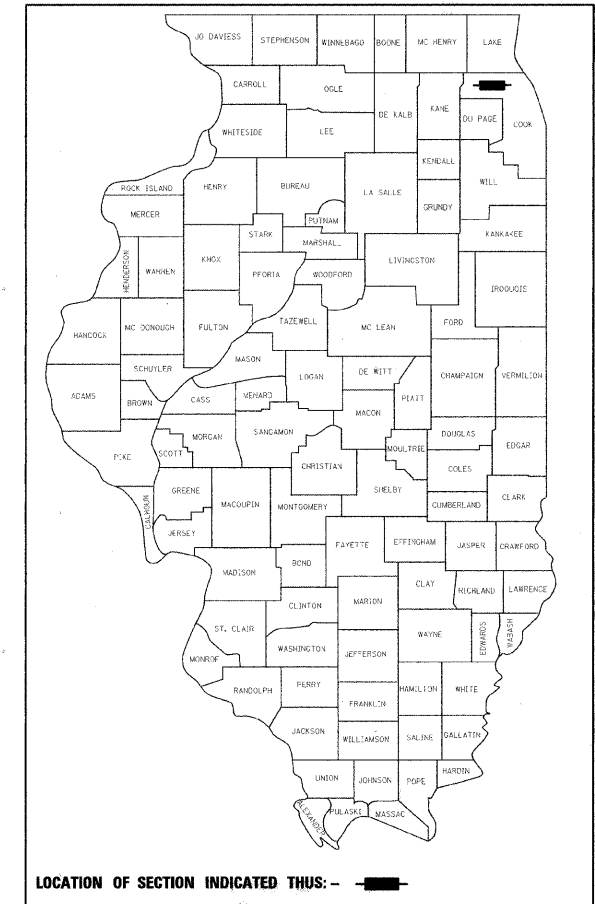 JO DAVIESS STEPHENSON WINNEBAGO BOONE MC HENRY LAKE
CARROLL OGLE DE KALB KANE DU PAGE COOK
WHITESIDE LEE
KENDALL WILL
ROCK ISLAND HENRY BUREAU LA SALLE GRUNDY
MERCER PUTNAM KANKAKEE
STARK MARSHALL
HENDERSON WARREN KNOX PEORIA WOODFORD LIVINGSTON IROQUOIS
HANCOCK MC DONOUGH FULTON TAZEWELL MC LEAN FORD
MASON
SCHUYLER LOGAN DE WITT CHAMPAIGN VERMILION
ADAMS BROWN CASS MENARD PIATT
MACON
MORGAN SANGAMON DOUGLAS
PIKE SCOTT CHRISTIAN MOULTRIE EDGAR
COLES
SHELBY
GREENE MACOUPIN MONTGOMERY CUMBERLAND CLARK
CALHOUN JERSEY
FAYETTE EFFINGHAM JASPER CRAWFORD
MADISON BOND
CLAY RICHLAND LAWRENCE
CLINTON MARION
ST. CLAIR WAYNE EDWARDS WABASH
WASHINGTON JEFFERSON
MONROE
RANDOLPH PERRY HAMILTON WHITE
FRANKLIN
JACKSON WILLIAMSON SALINE GALLATIN
UNION JOHNSON POPE HARDIN
ALEXANDER PULASKI MASSAC
LOCATION OF SECTION INDICATED THUS: -